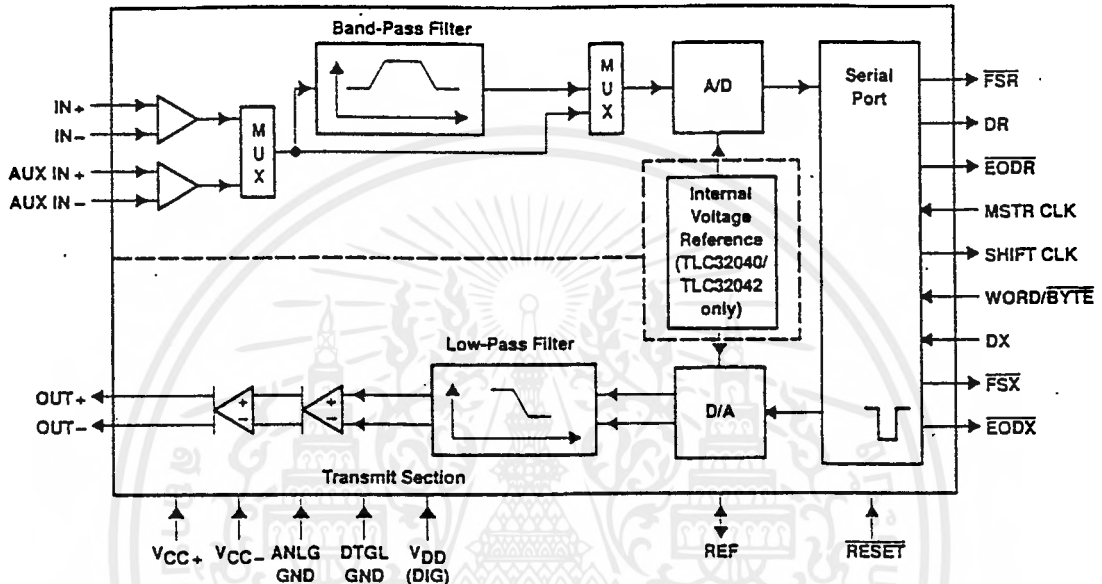 Band-Pass Filter
IN+
IN−
AUX IN+
AUX IN−
M
U
X
M
U
X
A/D
Serial
Port
Internal
Voltage
Reference
(TLC32040/
TLC32042
only)
FSR
DR
EODR
MSTR CLK
SHIFT CLK
WORD/BYTE
DX
FSX
EODX
Low-Pass Filter
D/A
OUT+
OUT−
+
−
+
−
Transmit Section
VCC+
VCC−
ANLG
GND
DTGL
GND
VDD
(DIG)
REF
RESET